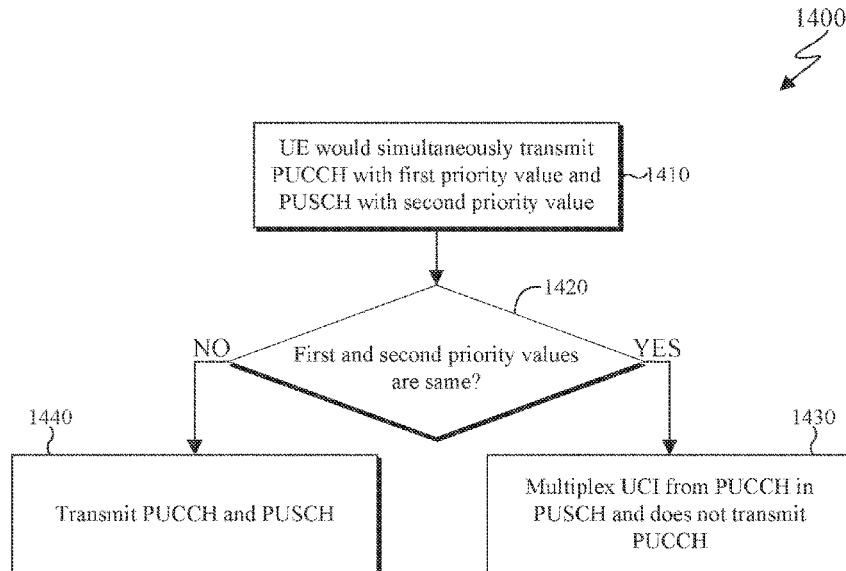 1400
UE would simultaneously transmit
PUCCH with first priority value and
PUSCH with second priority value
1410
1420
NO
First and second priority values
are same?
YES
1440
Transmit PUCCH and PUSCH
1430
Multiplex UCI from PUCCH in
PUSCH and does not transmit
PUCCH